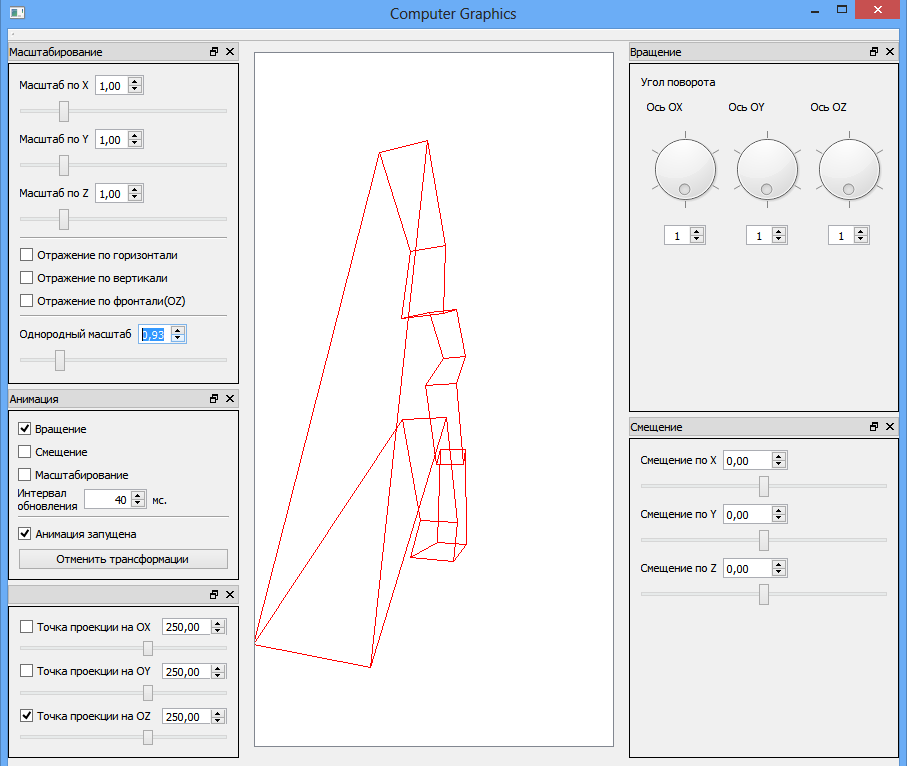 Computer Graphics
Масштабирование
Масштаб по X 1,00
Масштаб по Y 1,00
Масштаб по Z 1,00
Отражение по горизонтали
Отражение по вертикали
Отражение по фронтали(OZ)
Однородный масштаб 0,93
Анимация
Вращение
Смещение
Масштабирование
Интервал
обновления 40 мс.
Анимация запущена
Отменить трансформации
Точка проекции на OX 250,00
Точка проекции на OY 250,00
Точка проекции на OZ 250,00
Вращение
Угол поворота
Ось OX Ось OY Ось OZ
1 1 1
Смещение
Смещение по X 0,00
Смещение по Y 0,00
Смещение по Z 0,00